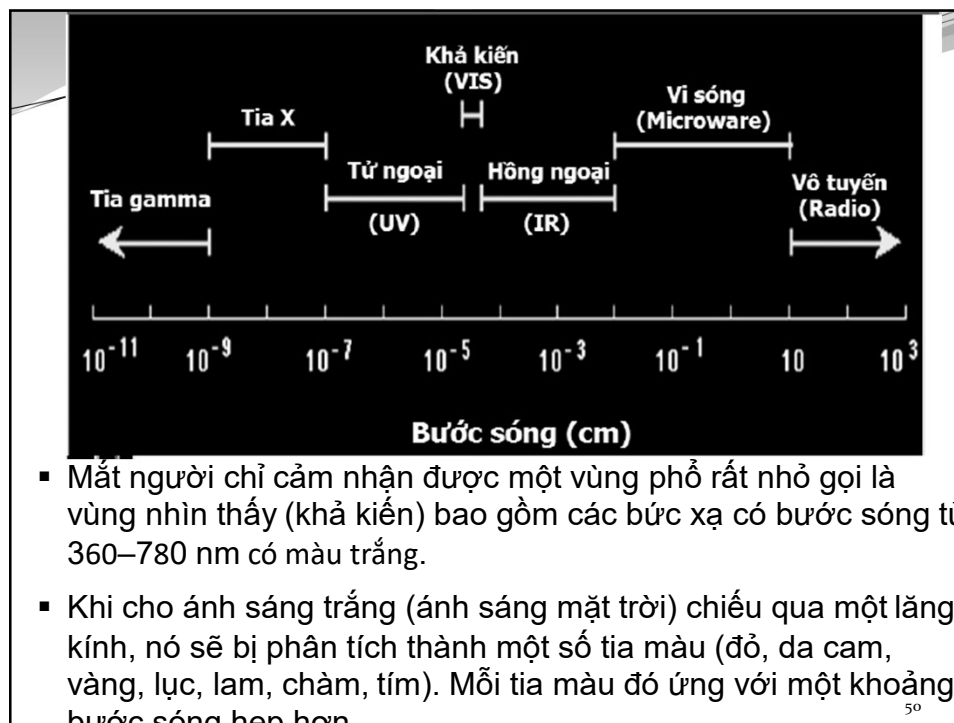 Khả kiến
(VIS)
Vi sóng
(Microware)
Tia X
Tử ngoại
Hồng ngoại
Vô tuyến
(Radio)
Tia gamma
(UV)
(IR)
10⁻¹¹ 10⁻⁹ 10⁻⁷ 10⁻⁵ 10⁻³ 10⁻¹ 10 10³
Bước sóng (cm)
▪ Mắt người chỉ cảm nhận được một vùng phổ rất nhỏ gọi là
vùng nhìn thấy (khả kiến) bao gồm các bức xạ có bước sóng từ
360–780 nm có màu trắng.
▪ Khi cho ánh sáng trắng (ánh sáng mặt trời) chiếu qua một lăng
kính, nó sẽ bị phân tích thành một số tia màu (đỏ, da cam,
vàng, lục, lam, chàm, tím). Mỗi tia màu đó ứng với một khoảng
bước sóng hẹp hơn
50